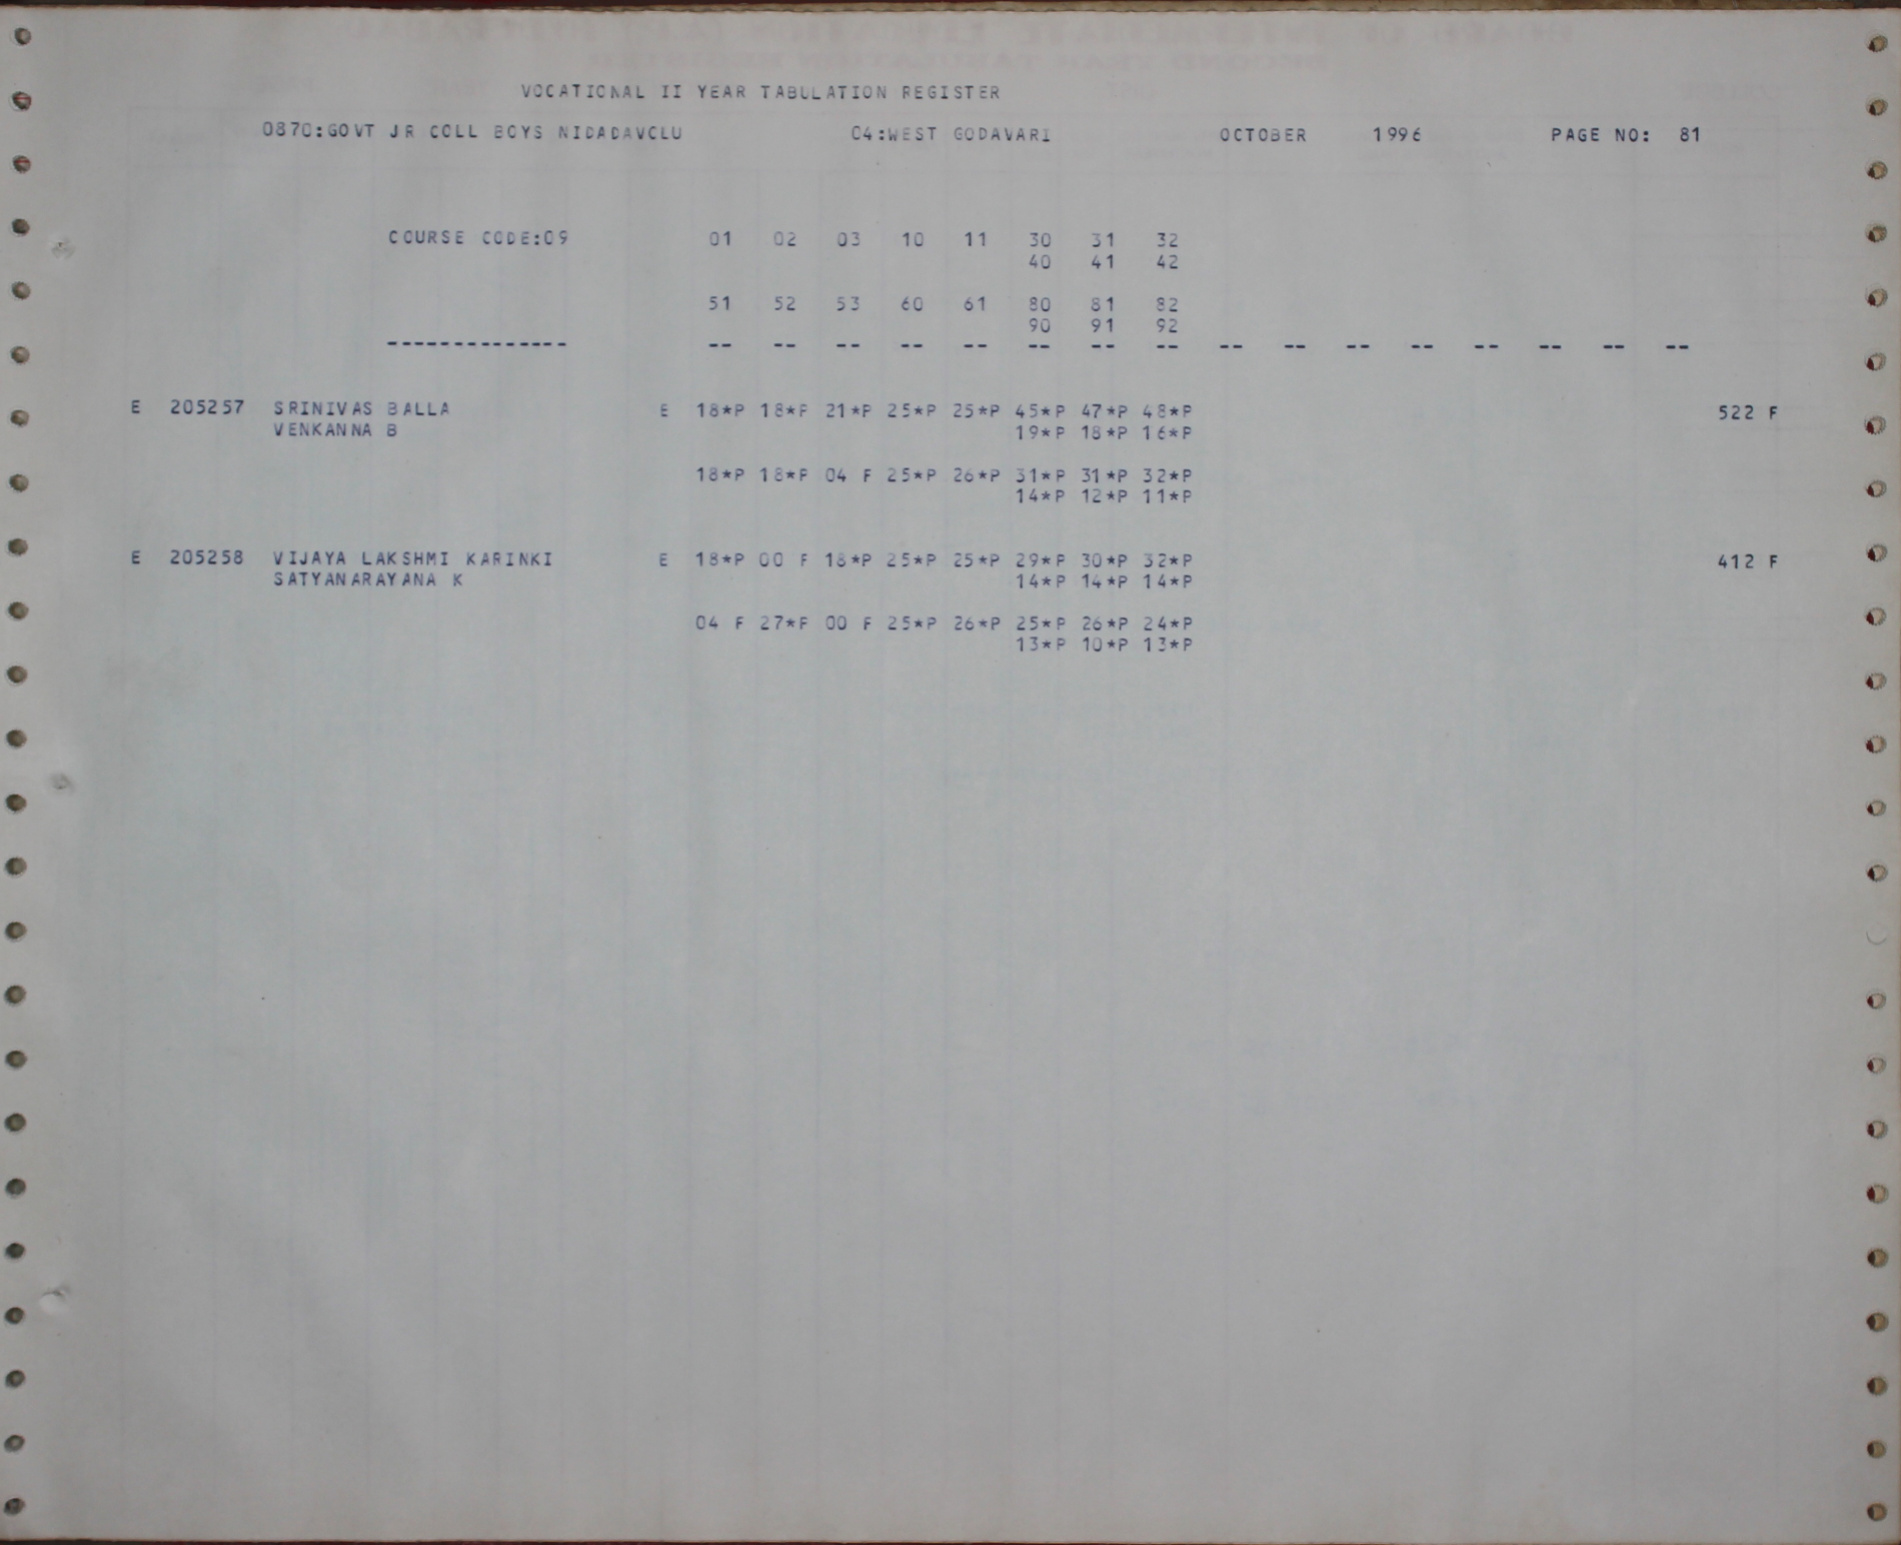 VOCATIONAL II YEAR TABULATION REGISTER
0870:GOVT JR COLL BOYS NIDADAVOLU 04:WEST GODAVARI OCTOBER 1996 PAGE NO: 81
COURSE CODE:09 01 02 03 10 11 30 31 32
40 41 42
51 52 53 60 61 80 81 82
90 91 92
-------------- -- -- -- -- -- -- -- -- -- -- -- -- -- -- -- --
E 205257 SRINIVAS BALLA E 18*P 18*P 21*P 25*P 25*P 45*P 47*P 48*P 522 F
VENKANNA B 19*P 18*P 16*P
18*P 18*P 04 F 25*P 26*P 31*P 31*P 32*P
14*P 12*P 11*P
E 205258 VIJAYA LAKSHMI KARINKI E 18*P 00 F 18*P 25*P 25*P 29*P 30*P 32*P 412 F
SATYANARAYANA K 14*P 14*P 14*P
04 F 27*P 00 F 25*P 26*P 25*P 26*P 24*P
13*P 10*P 13*P